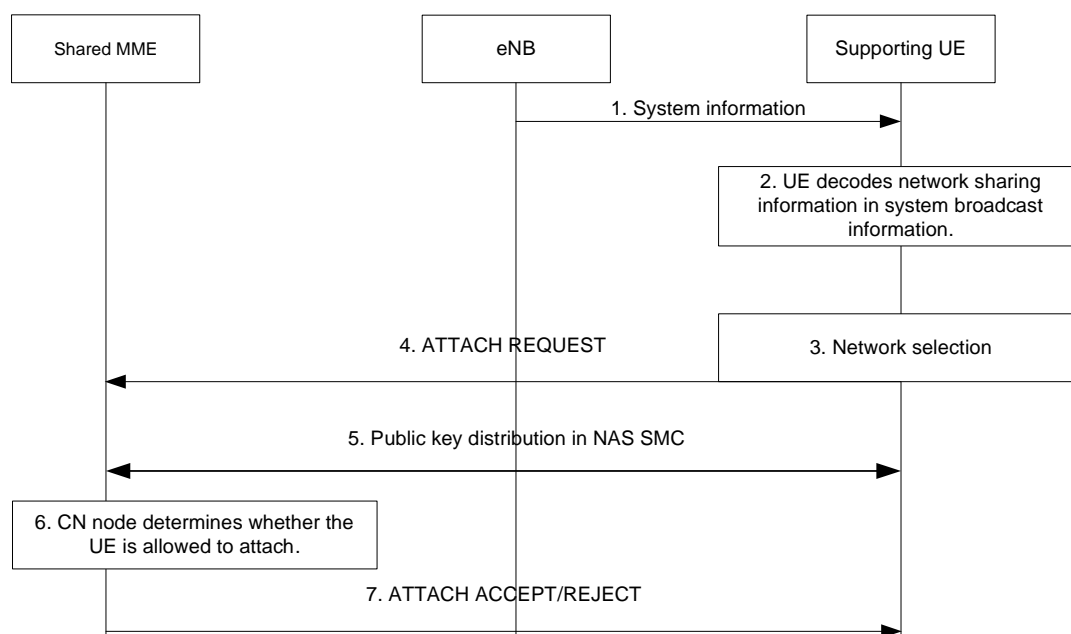 Shared MME
eNB
Supporting UE
1. System information
2. UE decodes network sharing
information in system broadcast
information.
3. Network selection
4. ATTACH REQUEST
5. Public key distribution in NAS SMC
6. CN node determines whether the
UE is allowed to attach.
7. ATTACH ACCEPT/REJECT